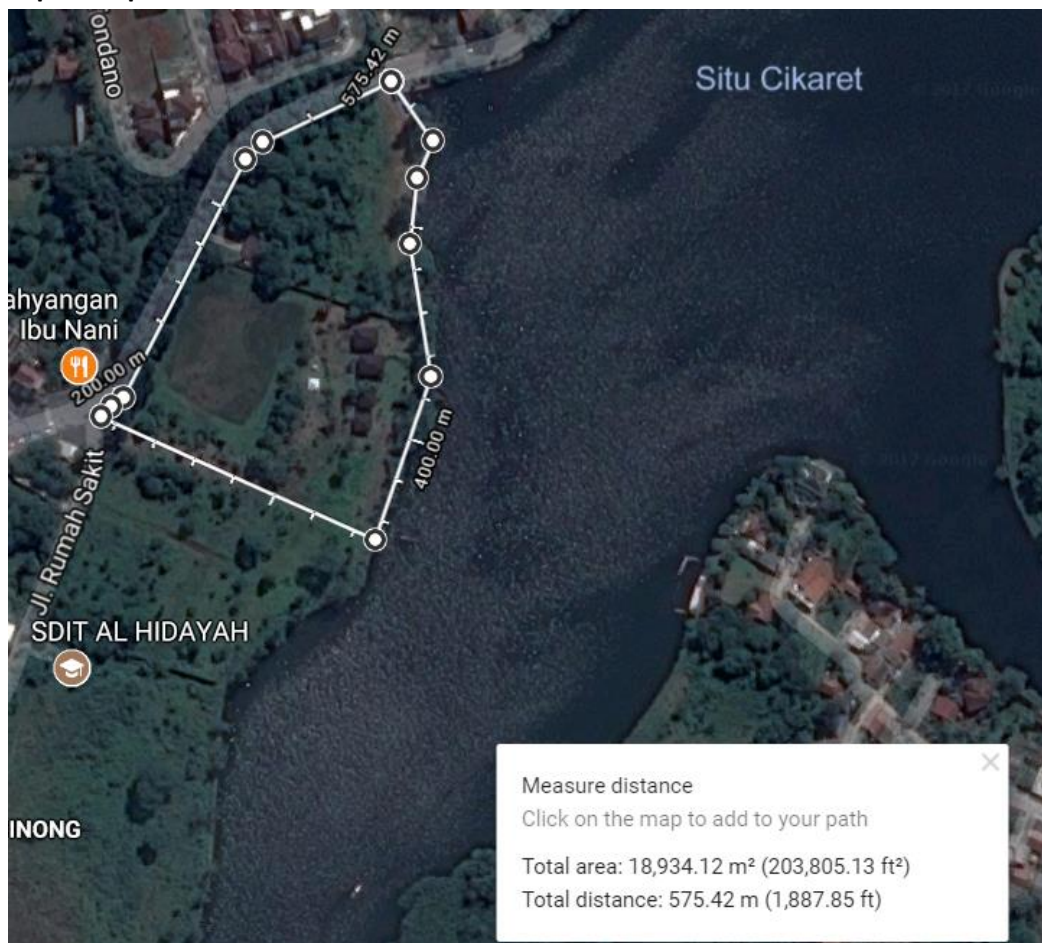 ondano
575.42 m
Situ Cikaret
ahyangan
Ibu Nani
200.00 m
400.00 m
Jl. Rumah Sakit
SDIT AL HIDAYAH
INONG
Measure distance
Click on the map to add to your path
Total area: 18,934.12 m² (203,805.13 ft²)
Total distance: 575.42 m (1,887.85 ft)